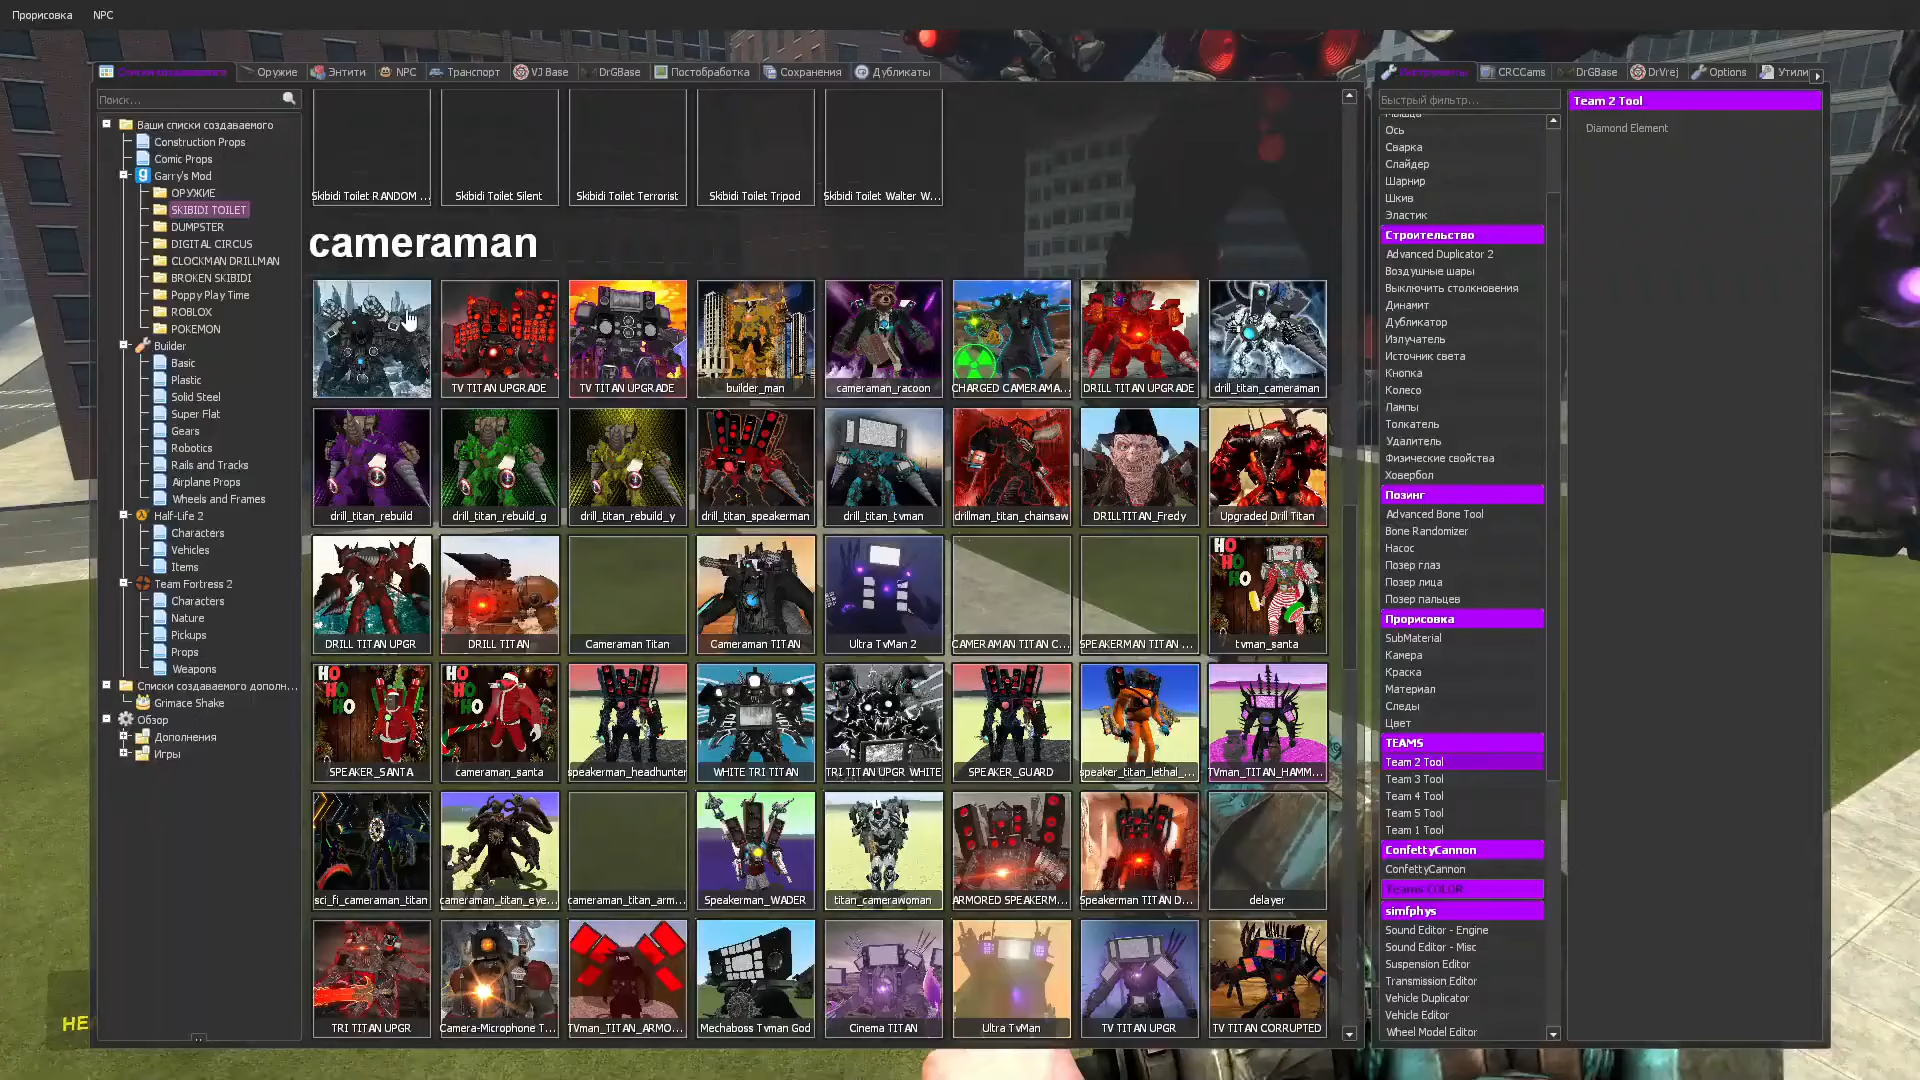 Прорисовка NPC
Оружие Энтити NPC Транспорт VJ Base DrGBase Постобработка Сохранения Дубликаты
CRCCams DrGBase DrVrej Options Утили
Поиск...
Ваши списки создаваемого
Construction Props
Comic Props
Garry's Mod
ОРУЖИЕ
SKIBIDI TOILET
DUMPSTER
DIGITAL CIRCUS
CLOCKMAN DRILLMAN
BROKEN SKIBIDI
Poppy Play Time
ROBLOX
POKEMON
Builder
Basic
Plastic
Solid Steel
Super Flat
Gears
Robotics
Rails and Tracks
Airplane Props
Wheels and Frames
Half-Life 2
Characters
Vehicles
Items
Team Fortress 2
Characters
Nature
Pickups
Props
Weapons
Списки создаваемого дополн...
Grimace Shake
Обзор
Дополнения
Игры
Skibidi Toilet RANDOM ... Skibidi Toilet Silent Skibidi Toilet Terrorist Skibidi Toilet Tripod Skibidi Toilet Walter W...
cameraman
TV TITAN UPGRADE TV TITAN UPGRADE builder_man cameraman_racoon CHARGED CAMERAMA... DRILL TITAN UPGRADE drill_titan_cameraman
drill_titan_rebuild drill_titan_rebuild_g drill_titan_rebuild_y drill_titan_speakerman drill_titan_tvman drillman_titan_chainsaw DRILLTITAN_Fredy Upgraded Drill Titan
HO HO HO
DRILL TITAN UPGR DRILL TITAN Cameraman Titan Cameraman TITAN Ultra TvMan 2 CAMERAMAN TITAN C... SPEAKERMAN TITAN ... tvman_santa
HO HO HO HO HO HO
SPEAKER_SANTA cameraman_santa speakerman_headhunter WHITE TRI TITAN TRI TITAN UPGR WHITE SPEAKER_GUARD speaker_titan_lethal_... TVman_TITAN_HAMM...
sci_fi_cameraman_titan cameraman_titan_eye... cameraman_titan_arm... Speakerman_WADER titan_camerawoman ARMORED SPEAKERM... Speakerman TITAN D... delayer
TRI TITAN UPGR Camera-Microphone T... TVman_TITAN_ARMO... Mechaboss Tvman God Cinema TITAN Ultra TvMan TV TITAN UPGR TV TITAN CORRUPTED
Быстрый фильтр...
Ось
Сварка
Слайдер
Шарнир
Шкив
Эластик
Строительство
Advanced Duplicator 2
Воздушные шары
Выключить столкновения
Динамит
Дубликатор
Излучатель
Источник света
Кнопка
Колесо
Лампы
Толкатель
Удалитель
Физические свойства
Ховербол
Позинг
Advanced Bone Tool
Bone Randomizer
Насос
Позер глаз
Позер лица
Позер пальцев
Прорисовка
SubMaterial
Камера
Краска
Материал
Следы
Цвет
TEAMS
Team 2 Tool
Team 3 Tool
Team 4 Tool
Team 5 Tool
Team 1 Tool
ConfettyCannon
ConfettyCannon
Teams COLOR
simfphys
Sound Editor - Engine
Sound Editor - Misc
Suspension Editor
Transmission Editor
Vehicle Duplicator
Vehicle Editor
Wheel Model Editor
Team 2 Tool
Diamond Element
HE